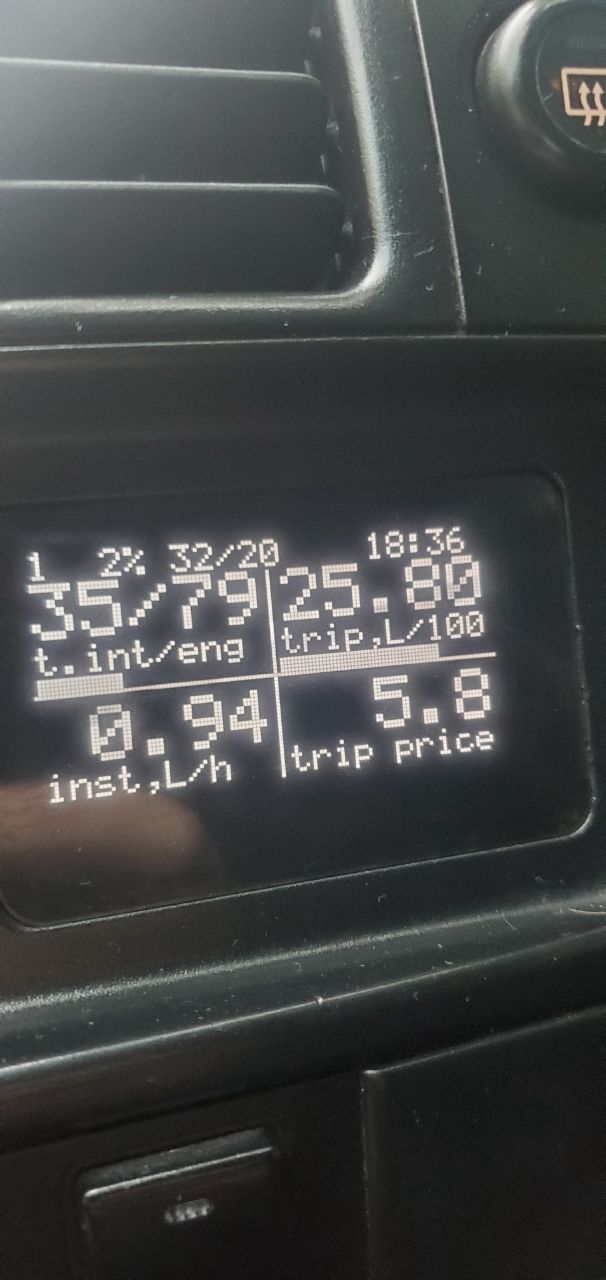 1 2% 32/20 18:36
35/79 25.80
t.int/eng trip,L/100
0.94 5.8
inst,L/h trip price